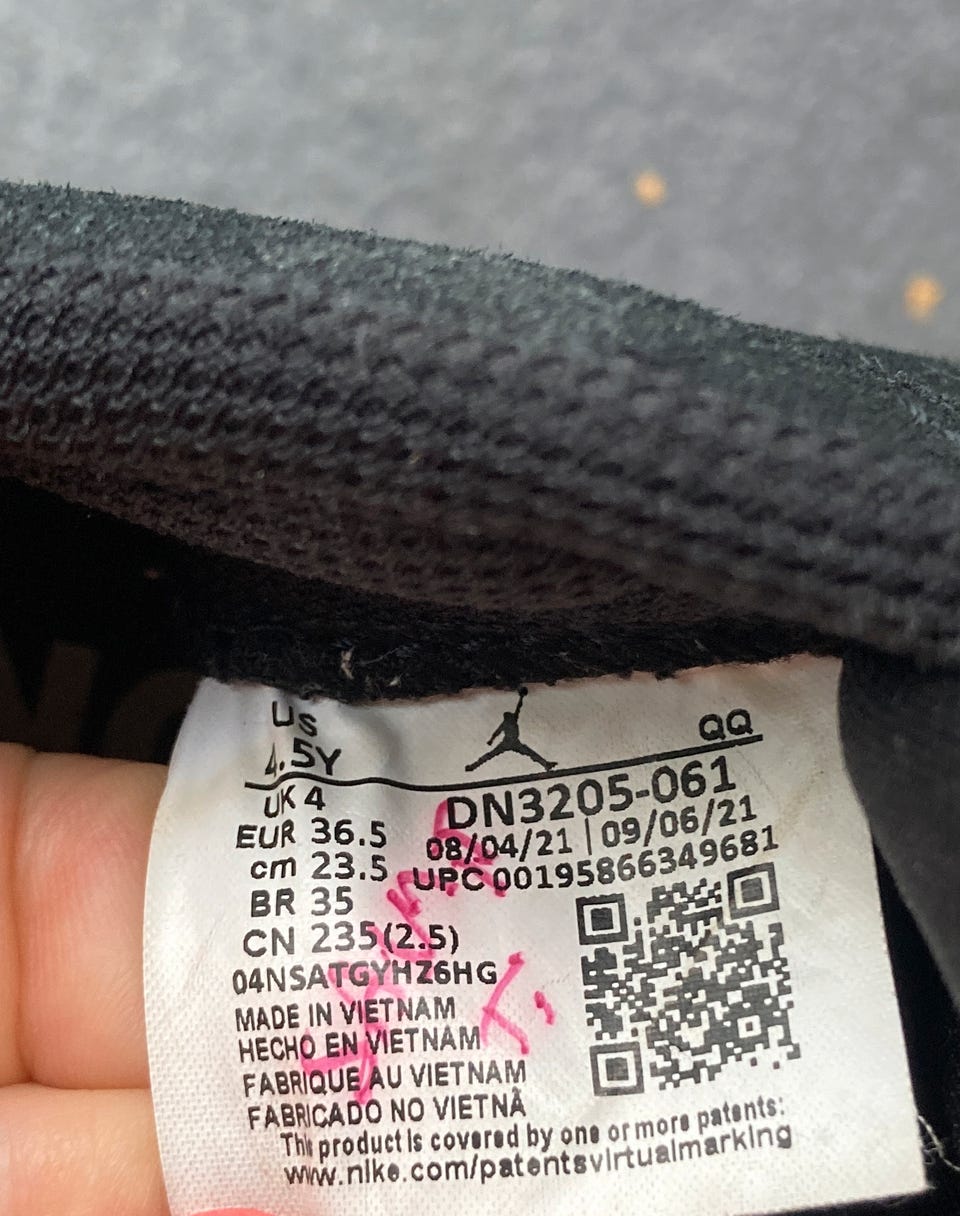 US
4.5Y
QQ
UK 4
EUR 36.5
cm 23.5
BR 35
CN 235(2.5)
DN3205-061
08/04/21 | 09/06/21
UPC 00195866349681
04NSATGYHZ6HG
MADE IN VIETNAM
HECHO EN VIETNAM
FABRIQUE AU VIETNAM
FABRICADO NO VIETNÃ
This product is covered by one or more patents:
www.nike.com/patentsvirtualmarking